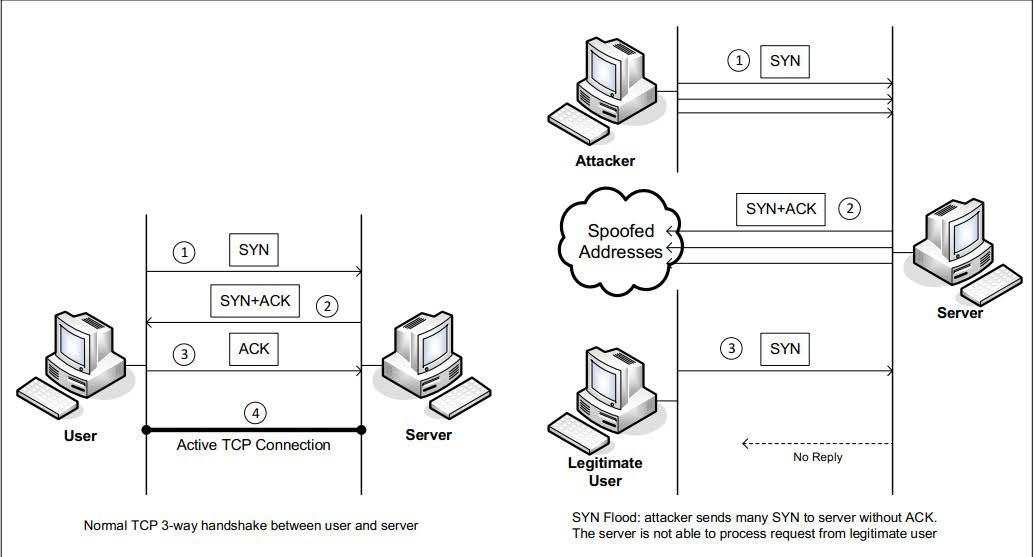 1
SYN
SYN+ACK
2
3
ACK
4
Active TCP Connection
User
Server
Normal TCP 3-way handshake between user and server
1
SYN
Attacker
SYN+ACK
2
Spoofed
Addresses
Server
3
SYN
No Reply
Legitimate
User
SYN Flood: attacker sends many SYN to server without ACK.
The server is not able to process request from legitimate user